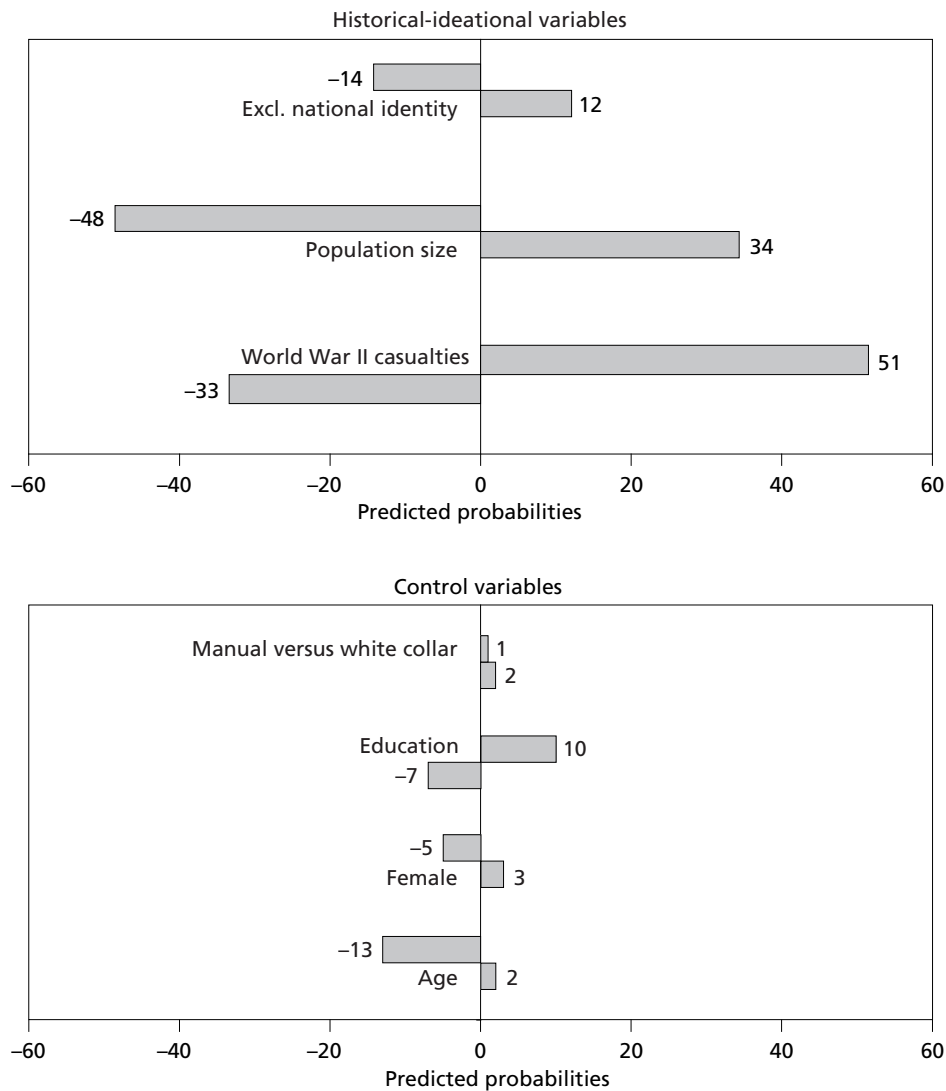 Historical-ideational variables
–14
Excl. national identity
12
–48
Population size
34
World War II casualties
51
–33
–60 –40 –20 0 20 40 60
Predicted probabilities
Control variables
Manual versus white collar
1
2
Education
10
–7
–5
Female
3
–13
Age
2
–60 –40 –20 0 20 40 60
Predicted probabilities